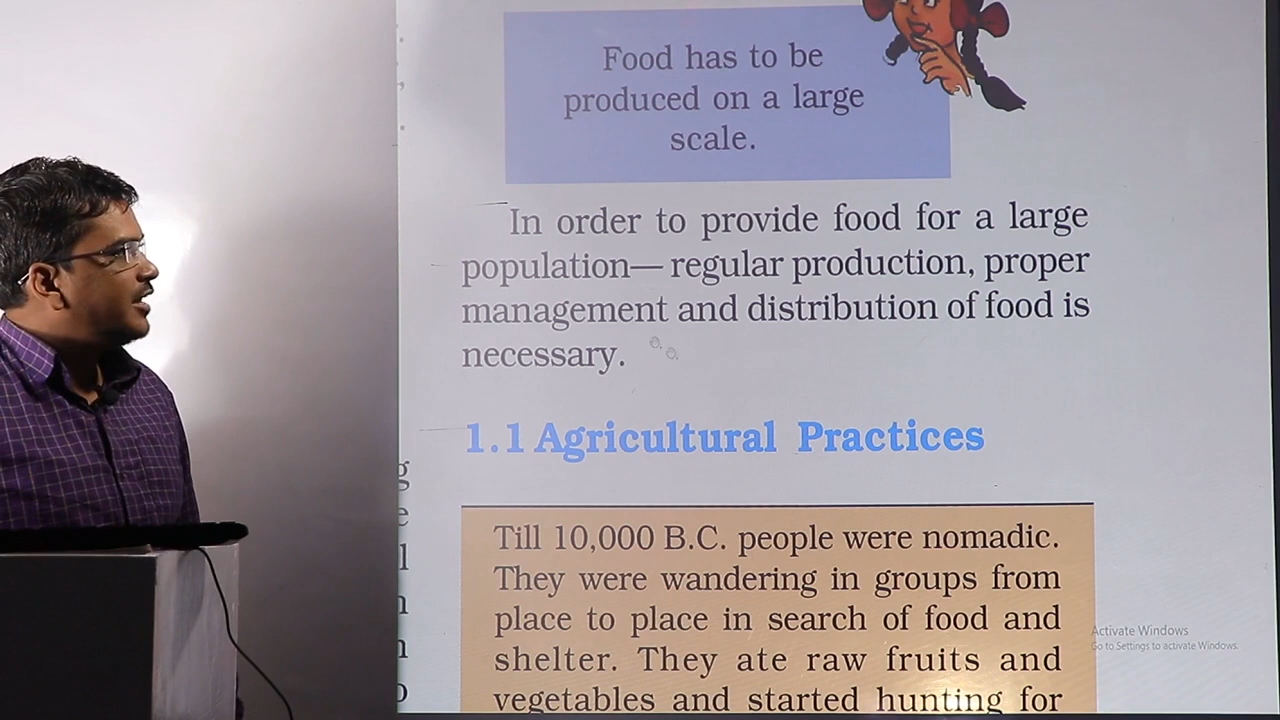 Food has to be
produced on a large
scale.
In order to provide food for a large
population— regular production, proper
management and distribution of food is
necessary.
1.1 Agricultural Practices
Till 10,000 B.C. people were nomadic.
They were wandering in groups from
place to place in search of food and
shelter. They ate raw fruits and
vegetables and started hunting for
Activate Windows
Go to Settings to activate Windows.
g
e
l
n
n
o